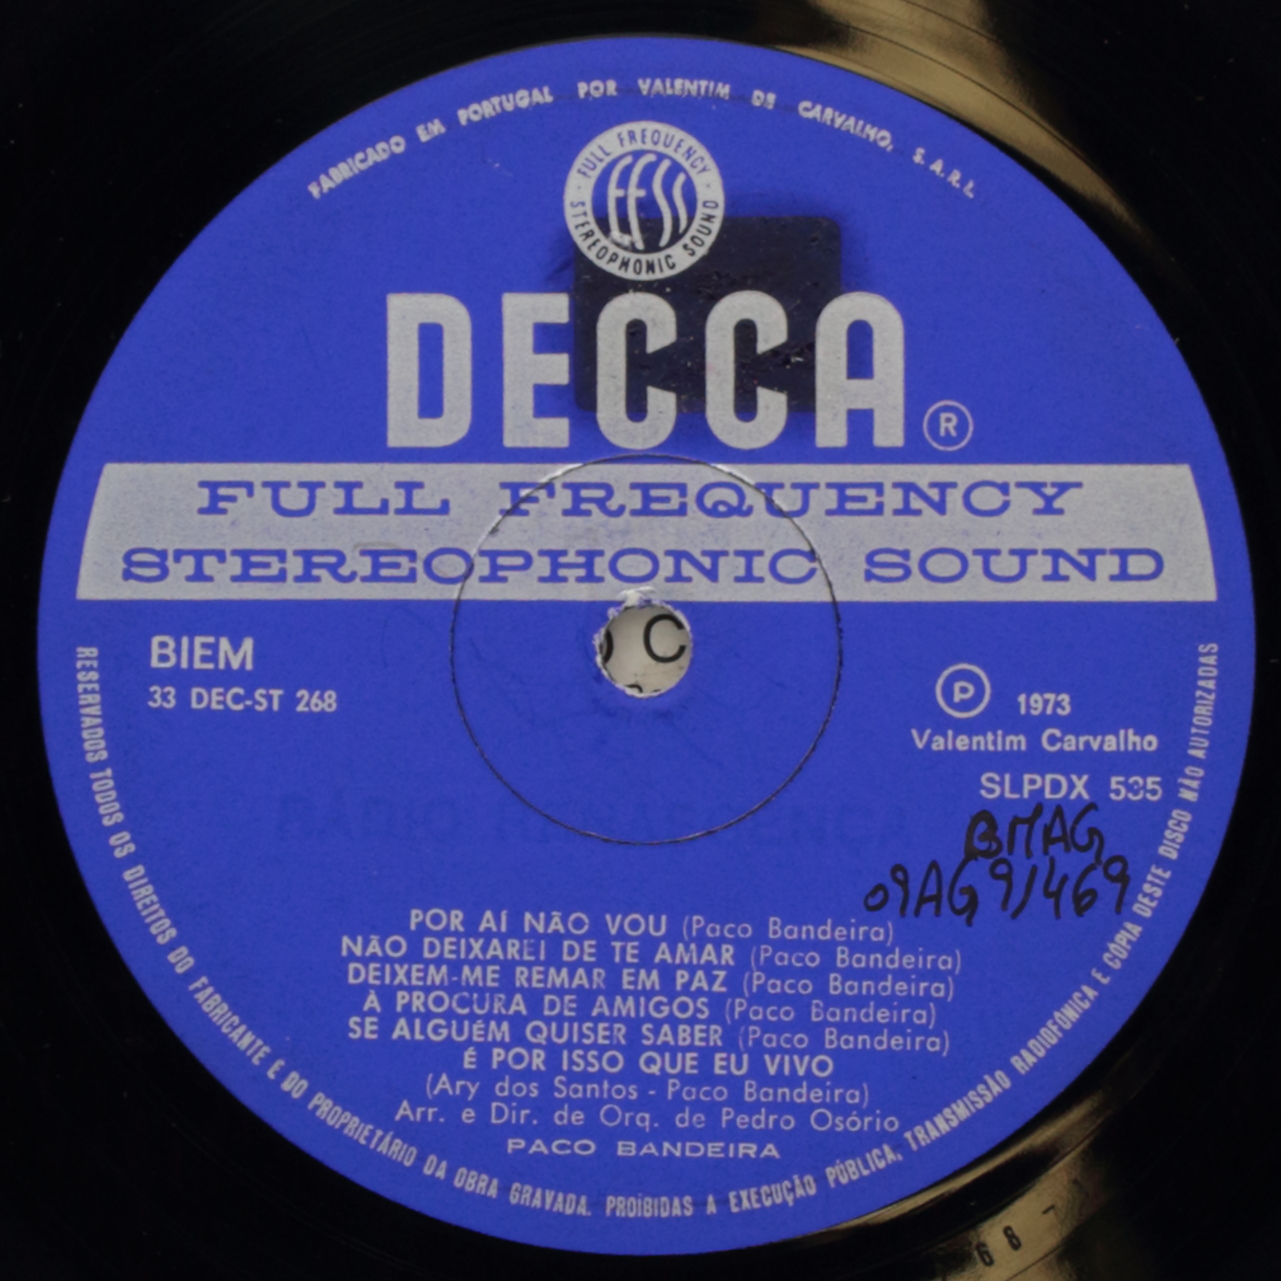 FABRICADO EM PORTUGAL POR VALENTIM DE CARVALHO, S.A.R.L.
FULL FREQUENCY
FFSS
STEREOPHONIC SOUND
DECCA ®
FULL FREQUENCY
STEREOPHONIC SOUND
BIEM
33 DEC-ST 268
Ⓟ 1973
Valentim Carvalho
SLPDX 535
BMAG
09AG91469
POR AÍ NÃO VOU (Paco Bandeira)
NÃO DEIXAREI DE TE AMAR (Paco Bandeira)
DEIXEM-ME REMAR EM PAZ (Paco Bandeira)
À PROCURA DE AMIGOS (Paco Bandeira)
SE ALGUÉM QUISER SABER (Paco Bandeira)
É POR ISSO QUE EU VIVO
(Ary dos Santos - Paco Bandeira)
Arr. e Dir. de Orq. de Pedro Osório
PACO BANDEIRA
RESERVADOS TODOS OS DIREITOS DO FABRICANTE E DO PROPRIETÁRIO DA OBRA GRAVADA. PROIBIDAS A EXECUÇÃO PÚBLICA, TRANSMISSÃO RADIOFÓNICA E CÓPIA DESTE DISCO NÃO AUTORIZADAS